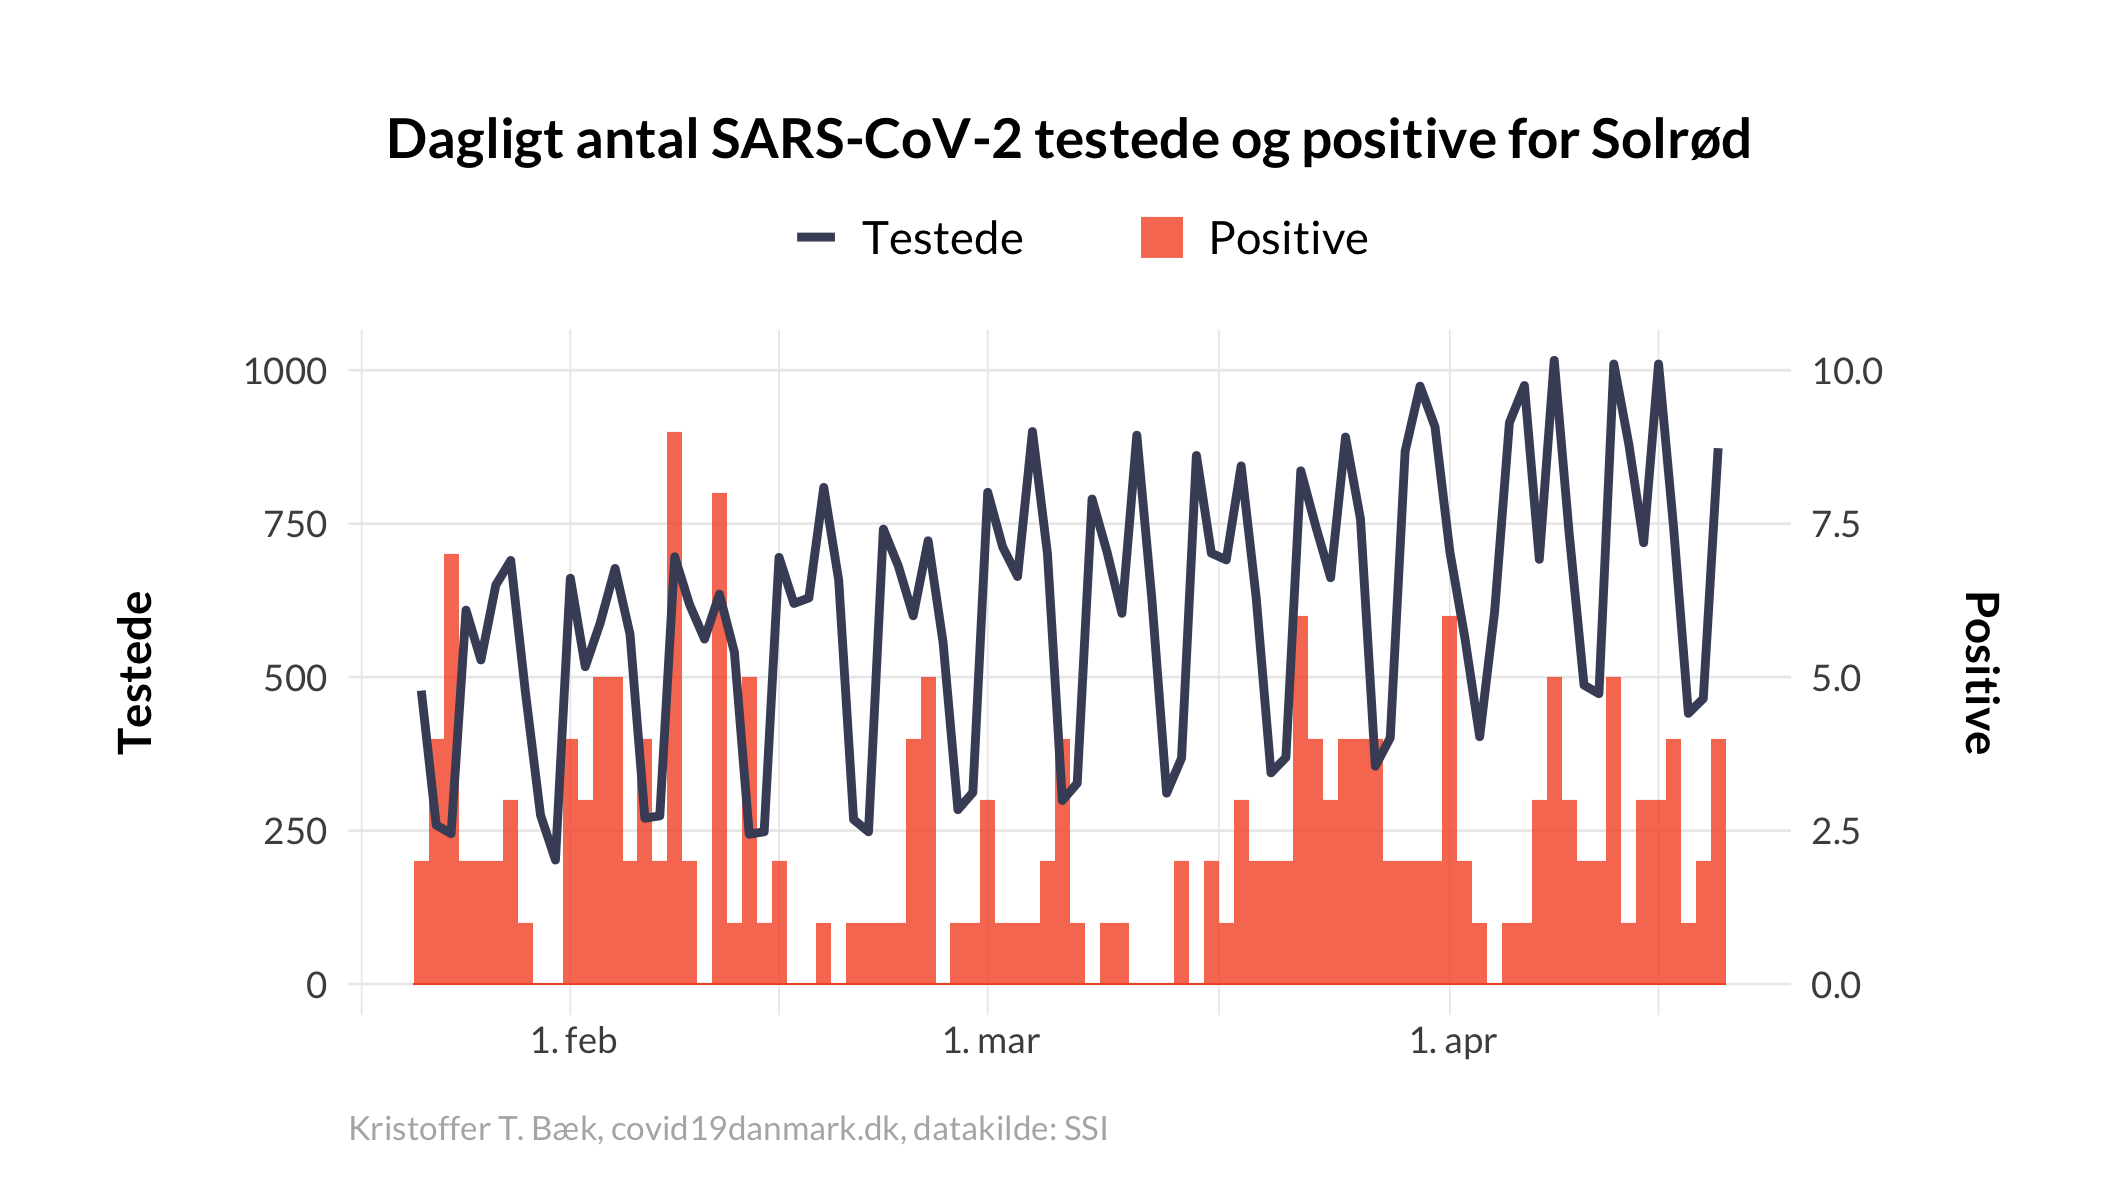 Dagligt antal SARS-CoV-2 testede og positive for Solrød
Testede Positive
1000 10.0
750 7.5
500 5.0
250 2.5
0 0.0
Testede
Positive
1. feb 1. mar 1. apr
Kristoffer T. Bæk, covid19danmark.dk, datakilde: SSI